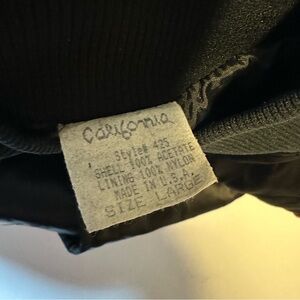 California
Style# 425
SHELL 100% ACETATE
LINING 100% NYLON
MADE IN U.S.A.
SIZE LARGE